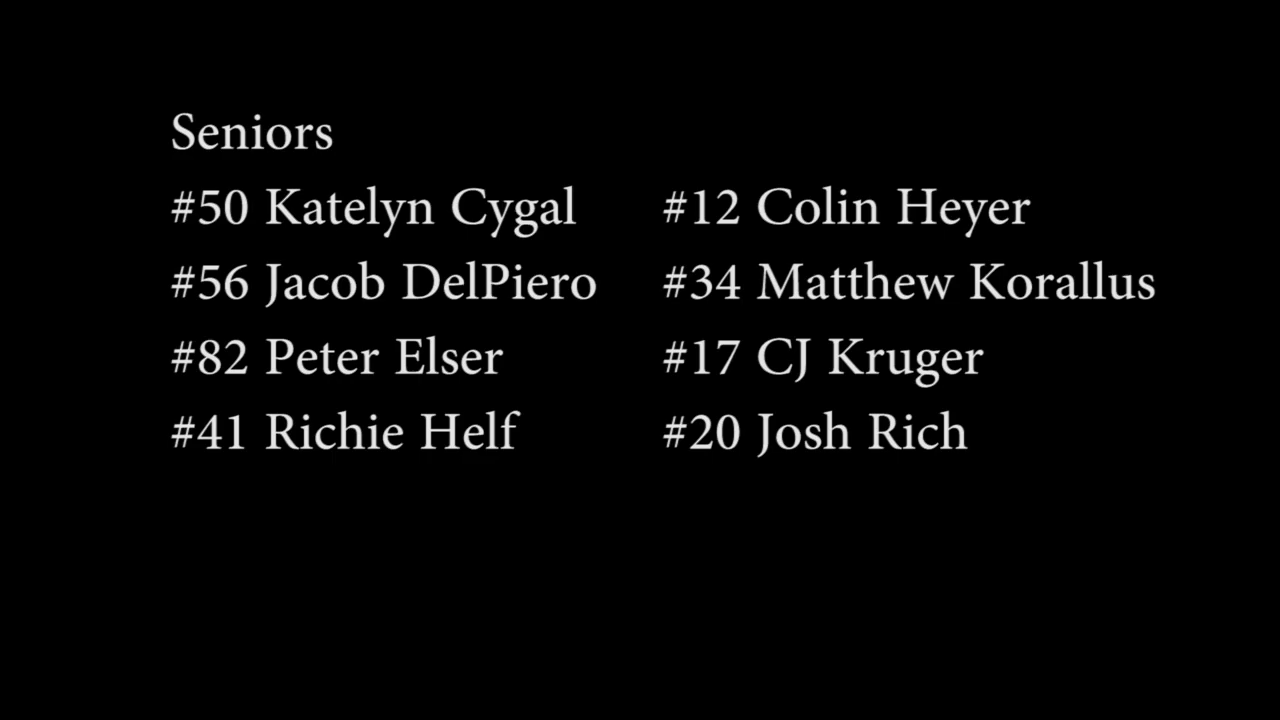 Seniors
#50 Katelyn Cygal
#56 Jacob DelPiero
#82 Peter Elser
#41 Richie Helf
#12 Colin Heyer
#34 Matthew Korallus
#17 CJ Kruger
#20 Josh Rich